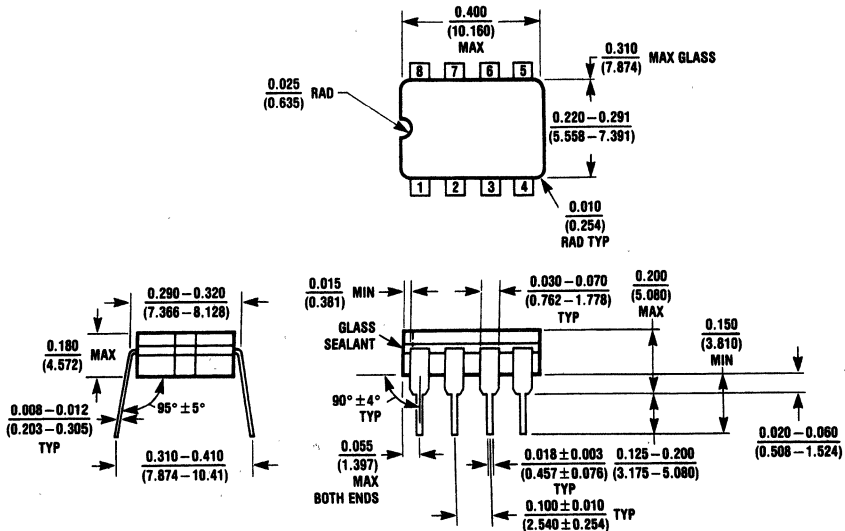 0.400
(10.160)
MAX
0.310
(7.874)
MAX GLASS
8 7 6 5
0.025
(0.635)
RAD
0.220 – 0.291
(5.558 – 7.391)
1 2 3 4
0.010
(0.254)
RAD TYP
0.290 – 0.320
(7.366 – 8.128)
0.180
(4.572)
MAX
0.008 – 0.012
(0.203 – 0.305)
TYP
95° ± 5°
0.310 – 0.410
(7.874 – 10.41)
0.015
(0.381)
MIN
0.030 – 0.070
(0.762 – 1.778)
TYP
0.200
(5.080)
MAX
0.150
(3.810)
MIN
GLASS
SEALANT
90° ± 4°
TYP
0.055
(1.397)
MAX
BOTH ENDS
0.018 ± 0.003
(0.457 ± 0.076)
TYP
0.125 – 0.200
(3.175 – 5.080)
0.020 – 0.060
(0.508 – 1.524)
0.100 ± 0.010
(2.540 ± 0.254)
TYP